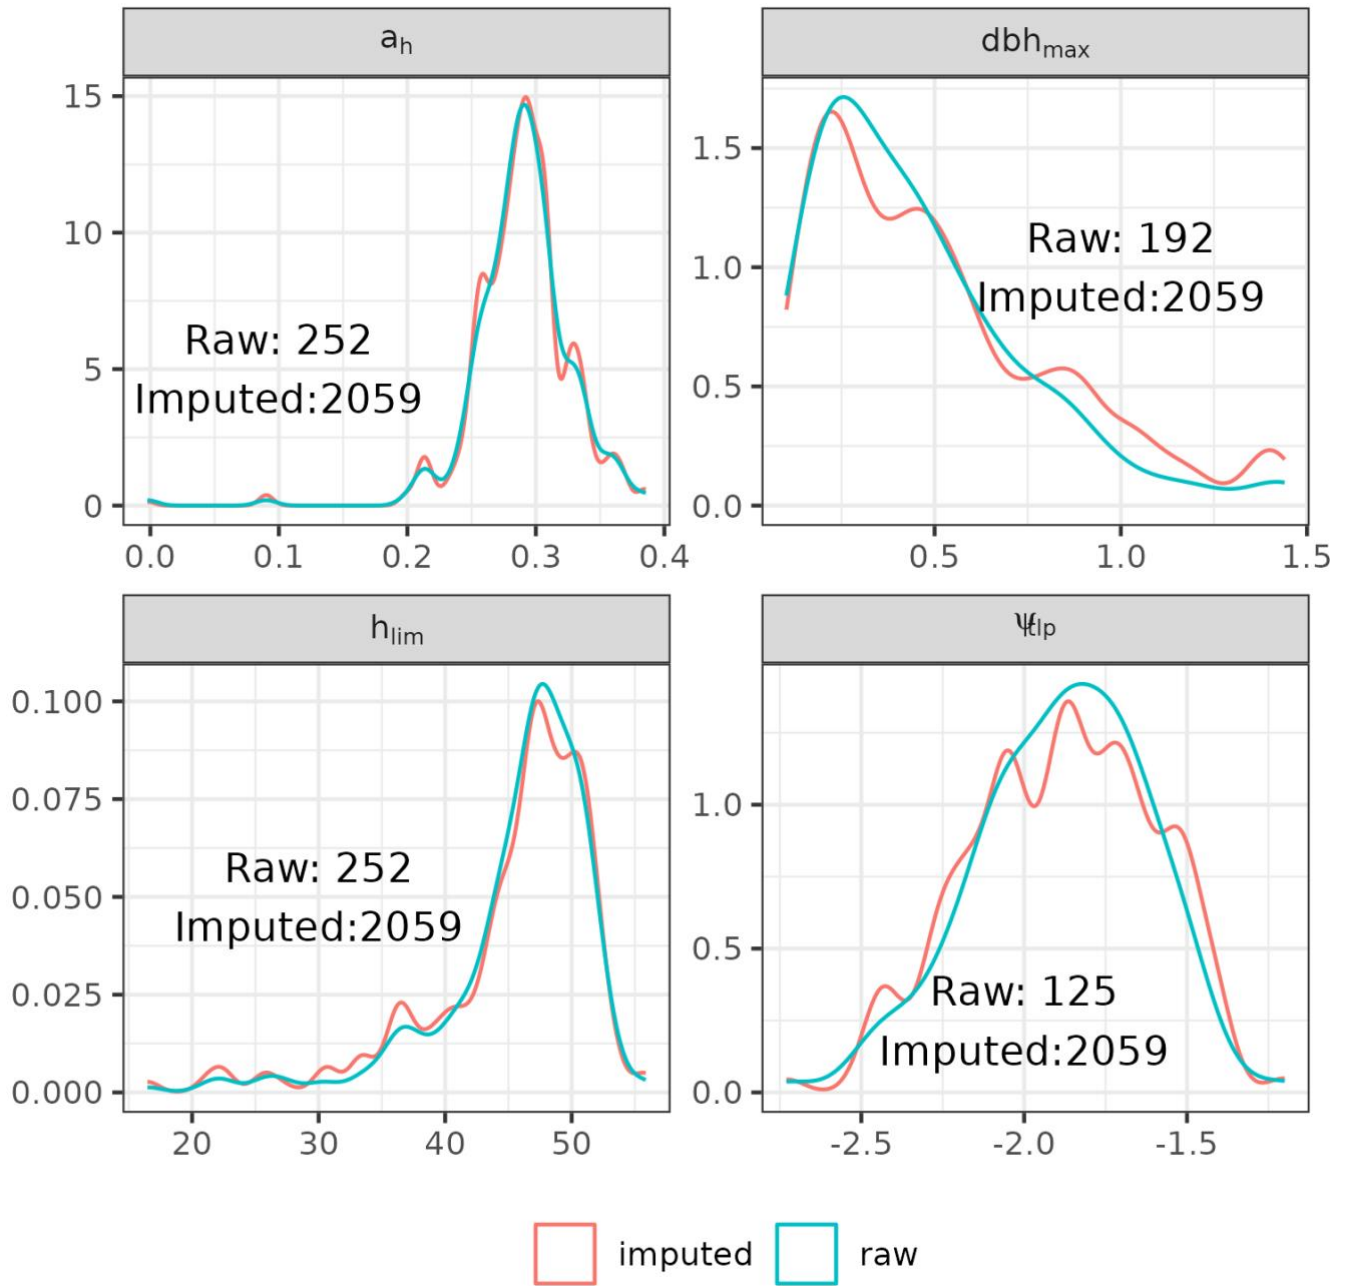 a_h
15
10
5
0
Raw: 252
Imputed:2059
0.0 0.1 0.2 0.3 0.4
dbh_max
1.5
1.0
0.5
0.0
Raw: 192
Imputed:2059
0.5 1.0 1.5
h_lim
0.100
0.075
0.050
0.025
0.000
Raw: 252
Imputed:2059
20 30 40 50
ψ_tlp
1.0
0.5
0.0
Raw: 125
Imputed:2059
-2.5 -2.0 -1.5
imputed raw